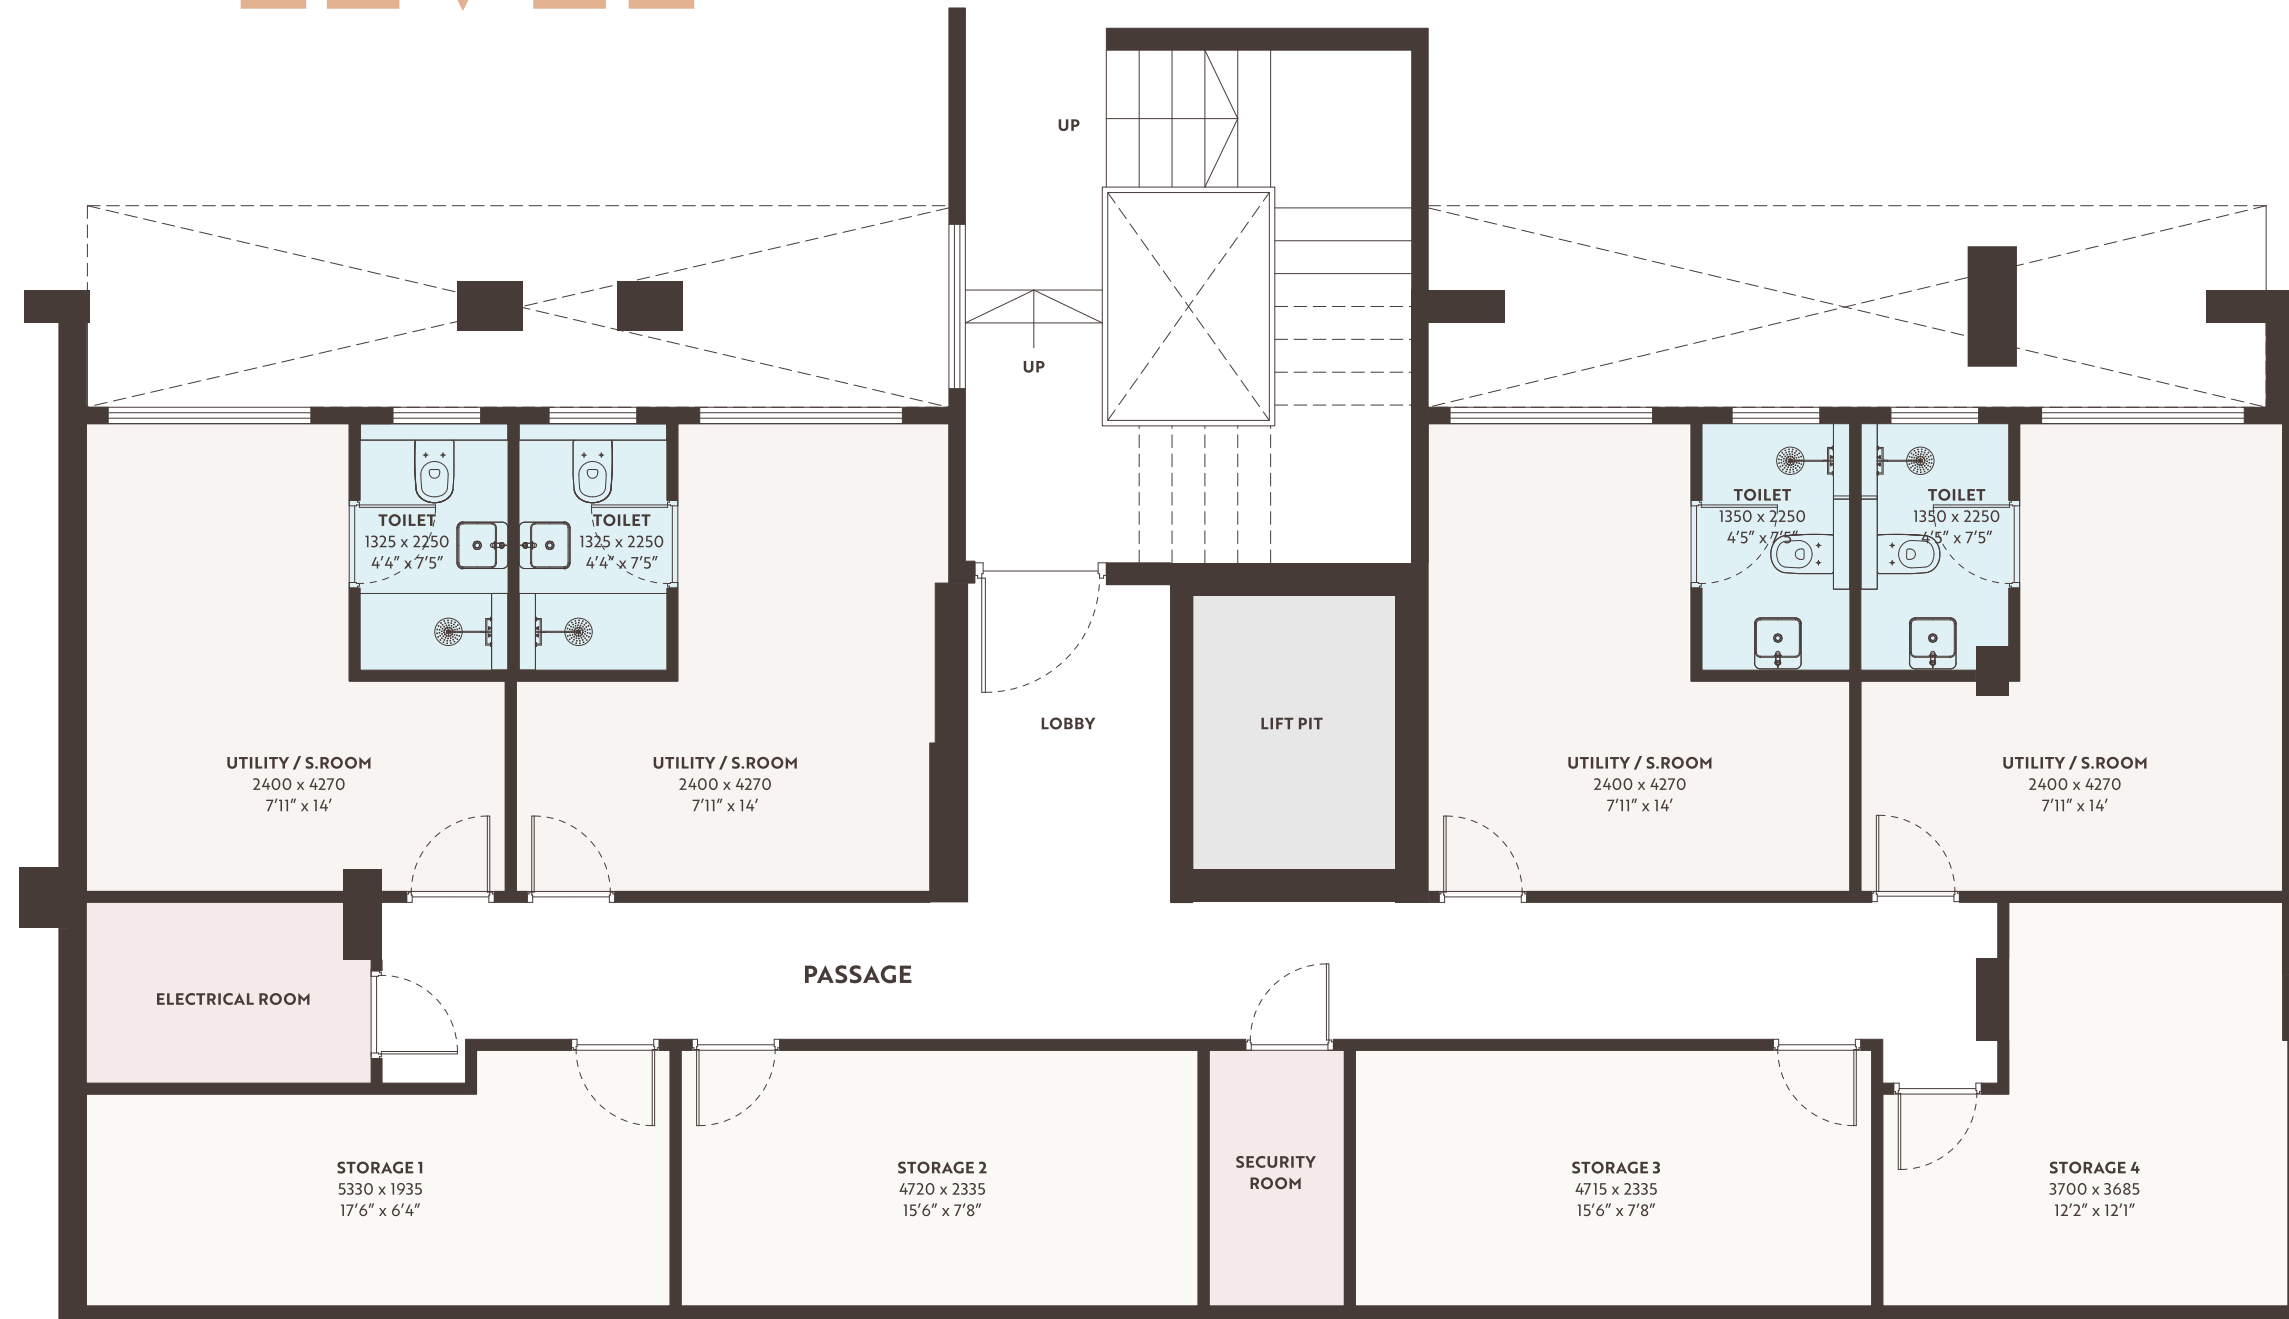 UP
UP
TOILET
1325 x 2250
4'4" x 7'5"
TOILET
1325 x 2250
4'4" x 7'5"
TOILET
1350 x 2250
4'5" x 7'5"
TOILET
1350 x 2250
4'5" x 7'5"
LOBBY
LIFT PIT
UTILITY / S.ROOM
2400 x 4270
7'11" x 14'
UTILITY / S.ROOM
2400 x 4270
7'11" x 14'
UTILITY / S.ROOM
2400 x 4270
7'11" x 14'
UTILITY / S.ROOM
2400 x 4270
7'11" x 14'
ELECTRICAL ROOM
PASSAGE
STORAGE 1
5330 x 1935
17'6" x 6'4"
STORAGE 2
4720 x 2335
15'6" x 7'8"
SECURITY
ROOM
STORAGE 3
4715 x 2335
15'6" x 7'8"
STORAGE 4
3700 x 3685
12'2" x 12'1"